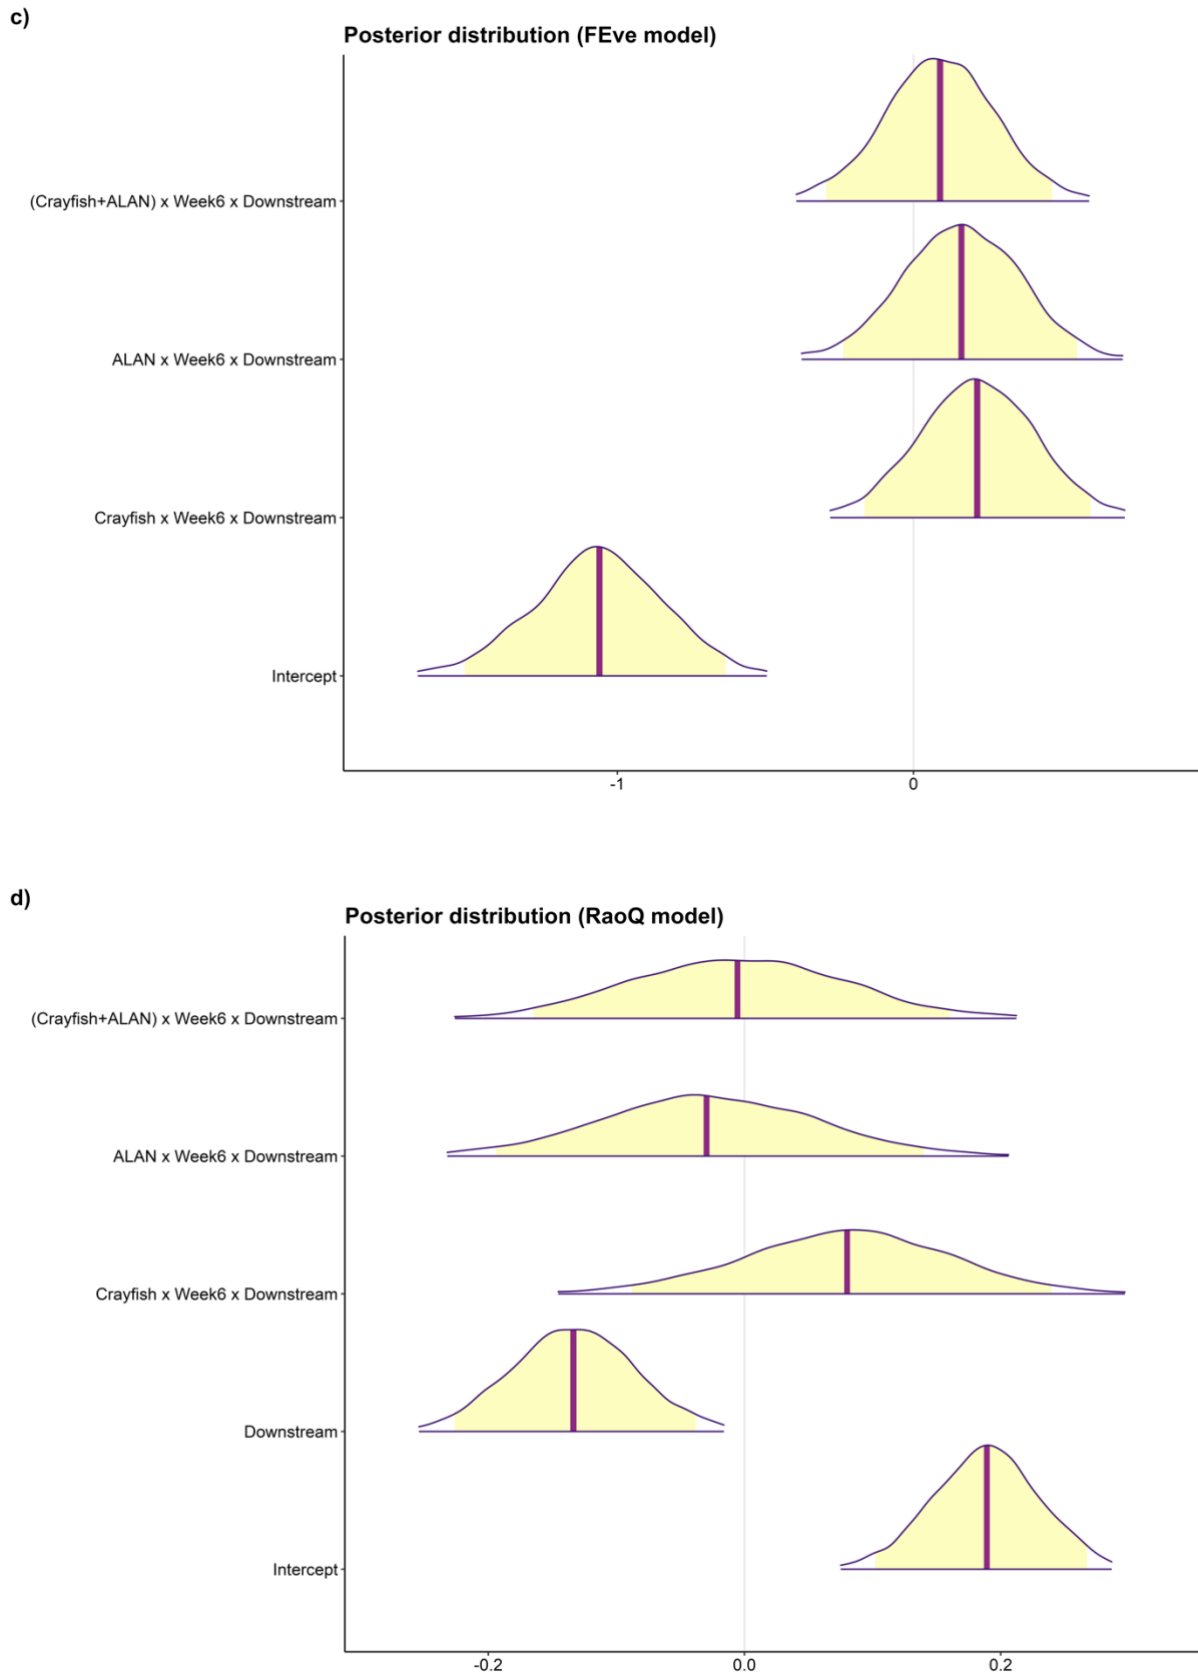 c)
Posterior distribution (FEve model)
(Crayfish+ALAN) x Week6 x Downstream
ALAN x Week6 x Downstream
Crayfish x Week6 x Downstream
Intercept
-1
0
d)
Posterior distribution (RaoQ model)
(Crayfish+ALAN) x Week6 x Downstream
ALAN x Week6 x Downstream
Crayfish x Week6 x Downstream
Downstream
Intercept
-0.2
0.0
0.2